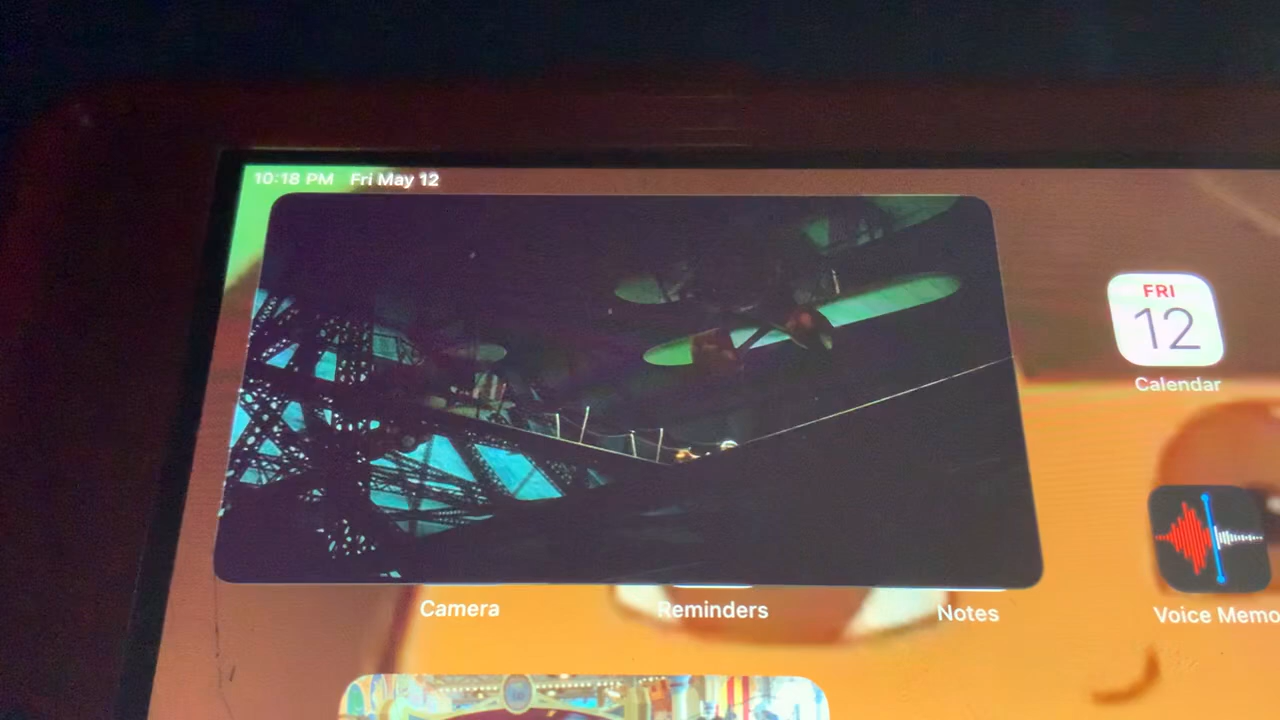 10:18 PM Fri May 12
FRI
12
Calendar
Camera
Reminders
Notes
Voice Memo